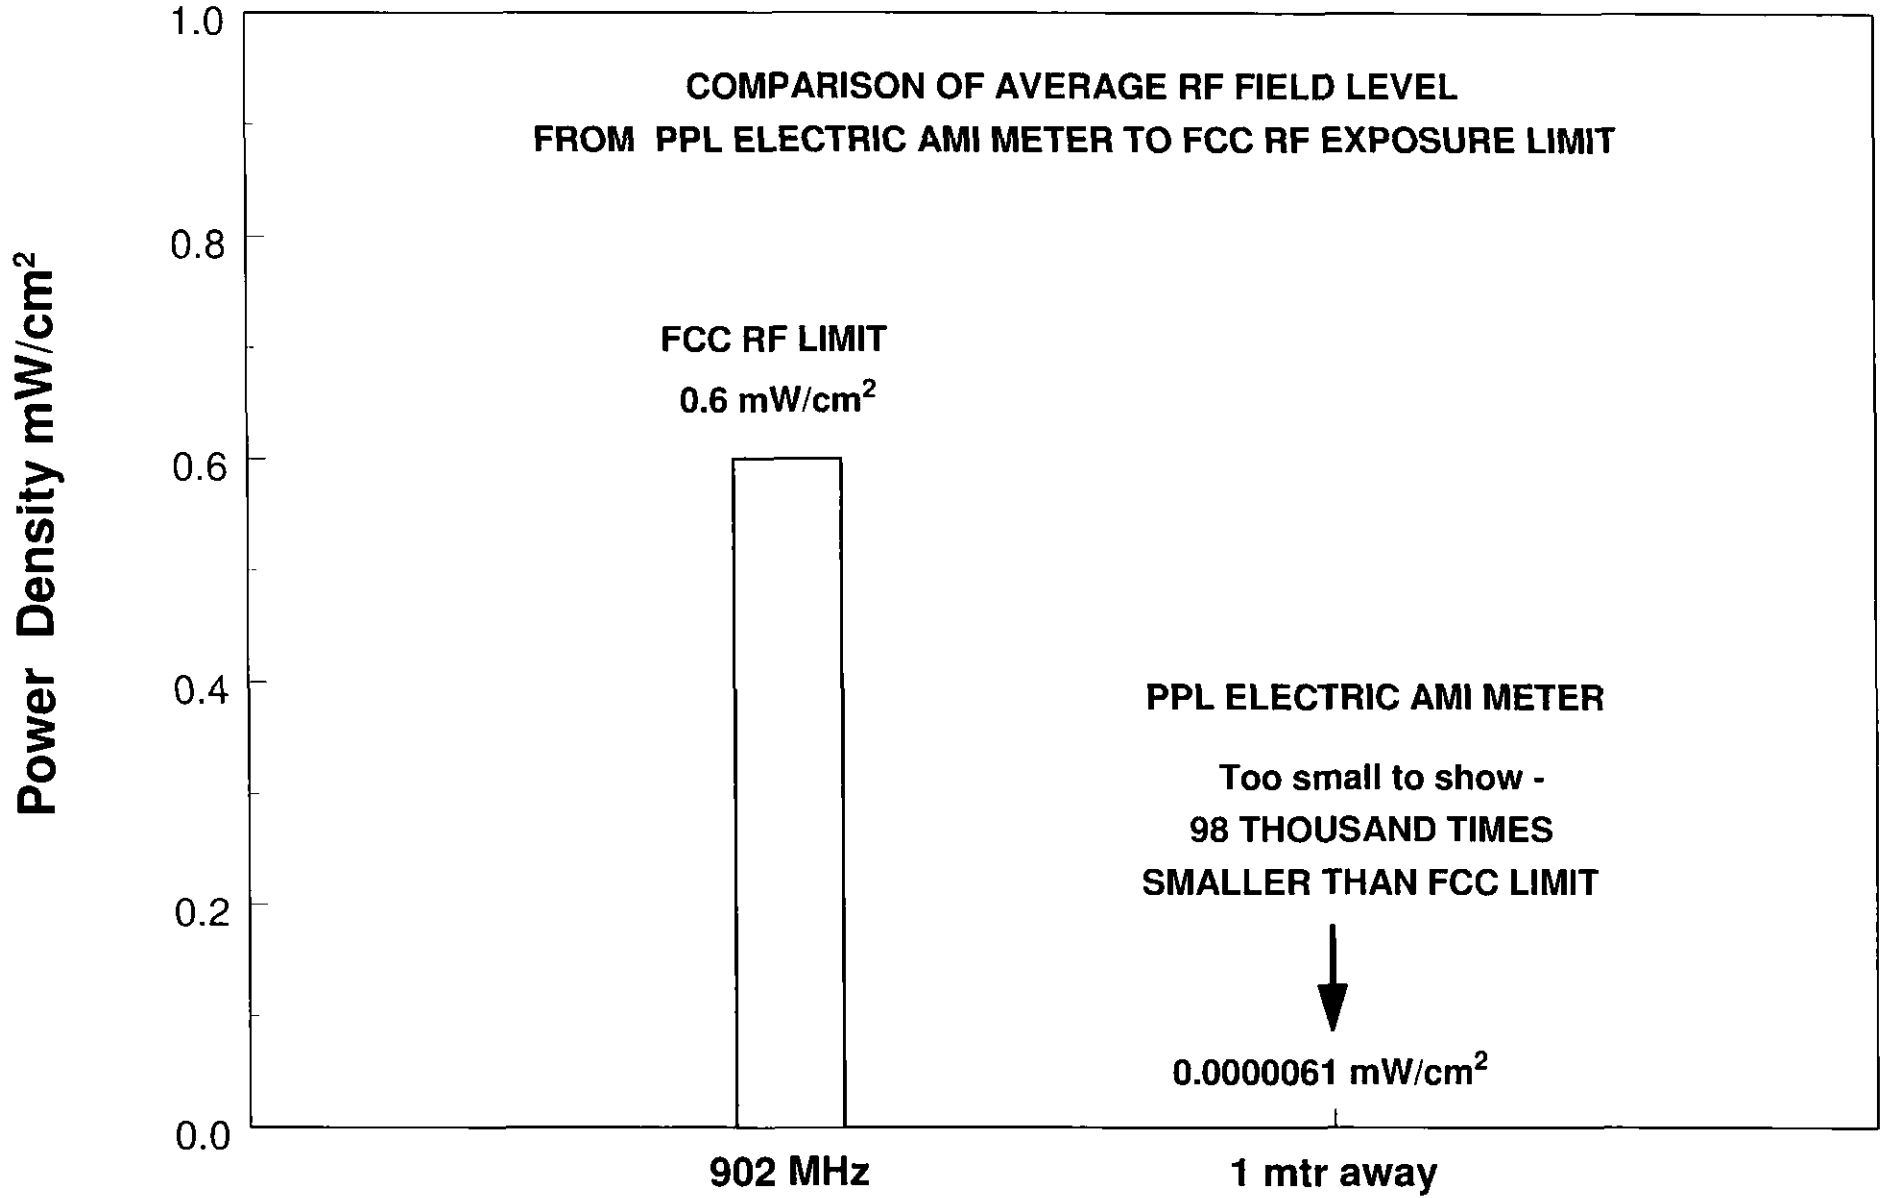 COMPARISON OF AVERAGE RF FIELD LEVEL
FROM PPL ELECTRIC AMI METER TO FCC RF EXPOSURE LIMIT
Power Density mW/cm²
1.0
0.8
0.6
0.4
0.2
0.0
FCC RF LIMIT
0.6 mW/cm²
PPL ELECTRIC AMI METER
Too small to show -
98 THOUSAND TIMES
SMALLER THAN FCC LIMIT
0.0000061 mW/cm²
902 MHz
1 mtr away